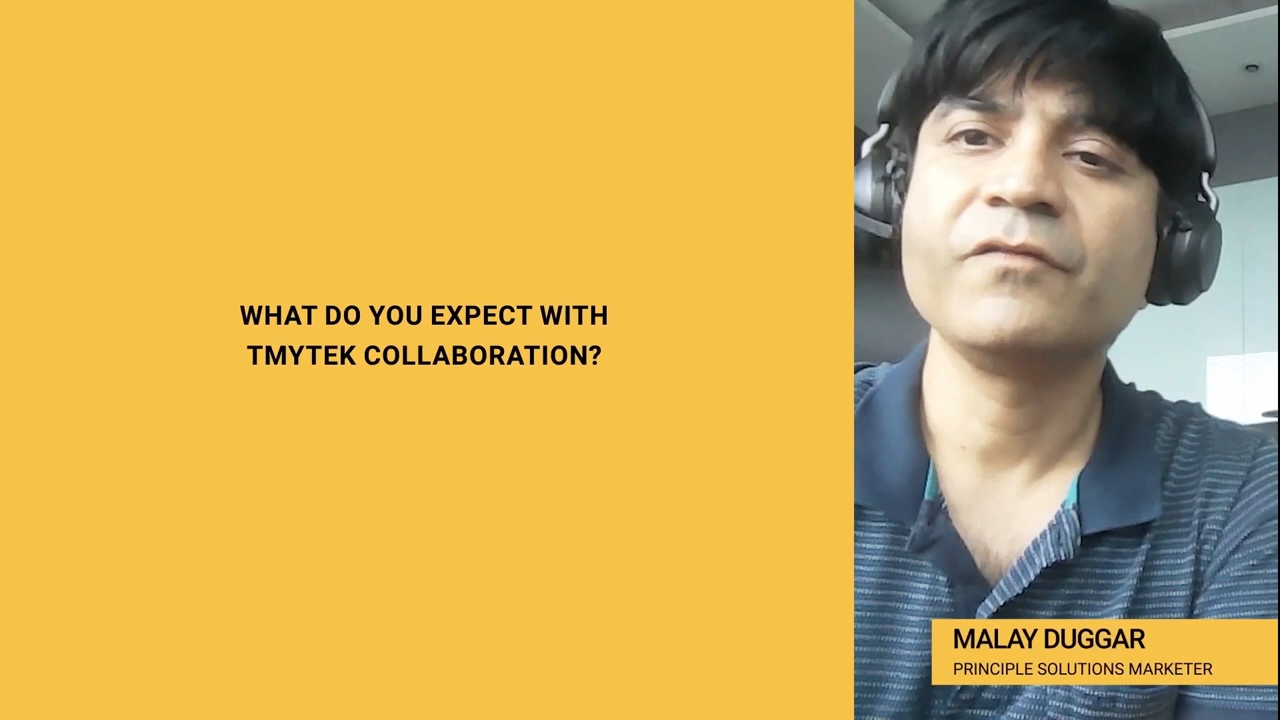 WHAT DO YOU EXPECT WITH
TMYTEK COLLABORATION?
MALAY DUGGAR
PRINCIPLE SOLUTIONS MARKETER